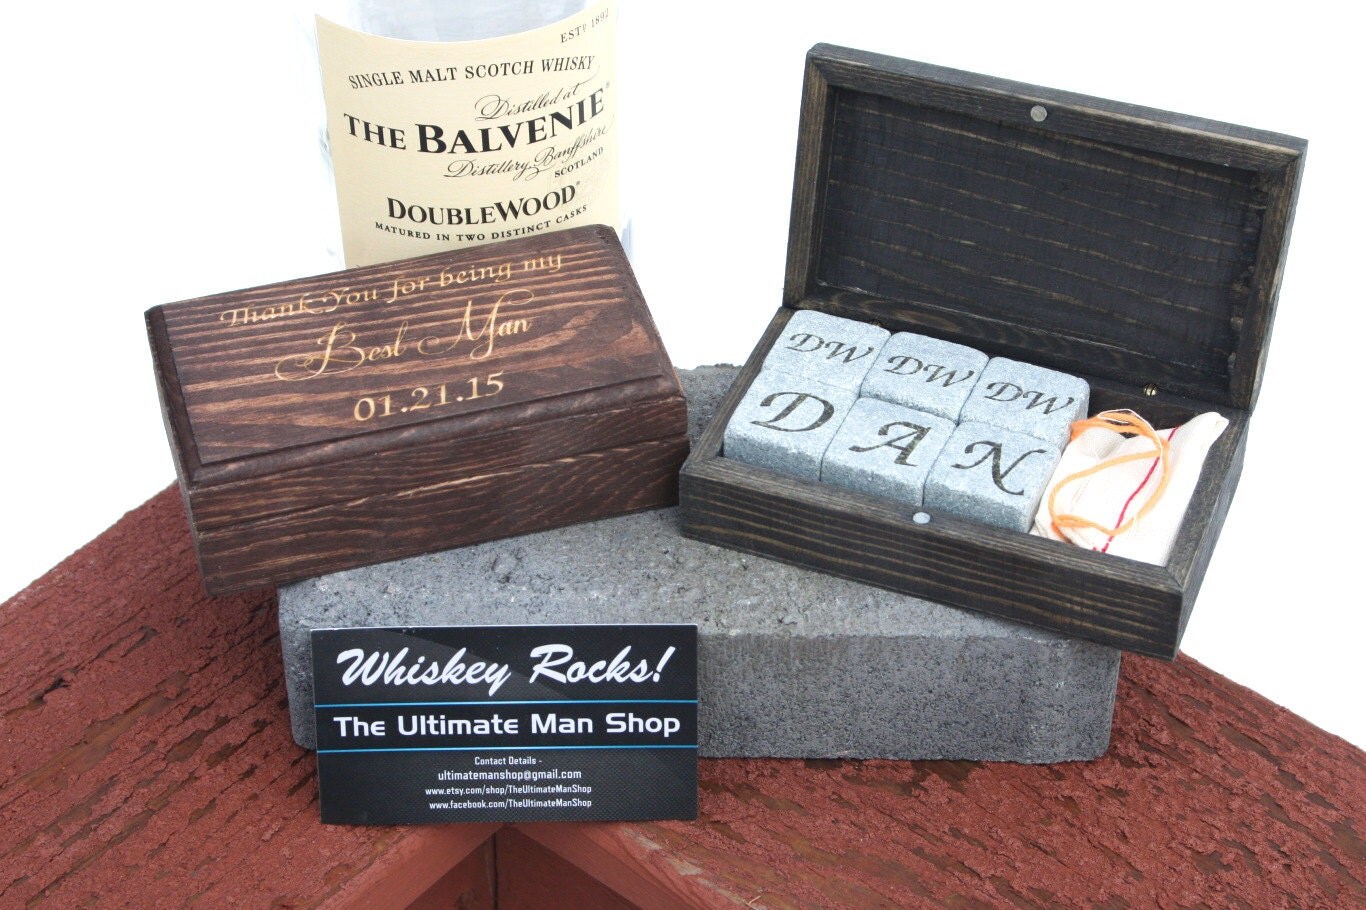 ESTD 1892
SINGLE MALT SCOTCH WHISKY
Distilled at
THE BALVENIE®
Distillery, Banffshire
SCOTLAND
DOUBLEWOOD®
MATURED IN TWO DISTINCT CASKS
Thank You for being my
Best Man
01.21.15
DW DW DW
D A N
Whiskey Rocks!
The Ultimate Man Shop
Contact Details -
ultimatemanshop@gmail.com
www.etsy.com/shop/TheUltimateManShop
www.facebook.com/TheUltimateManShop